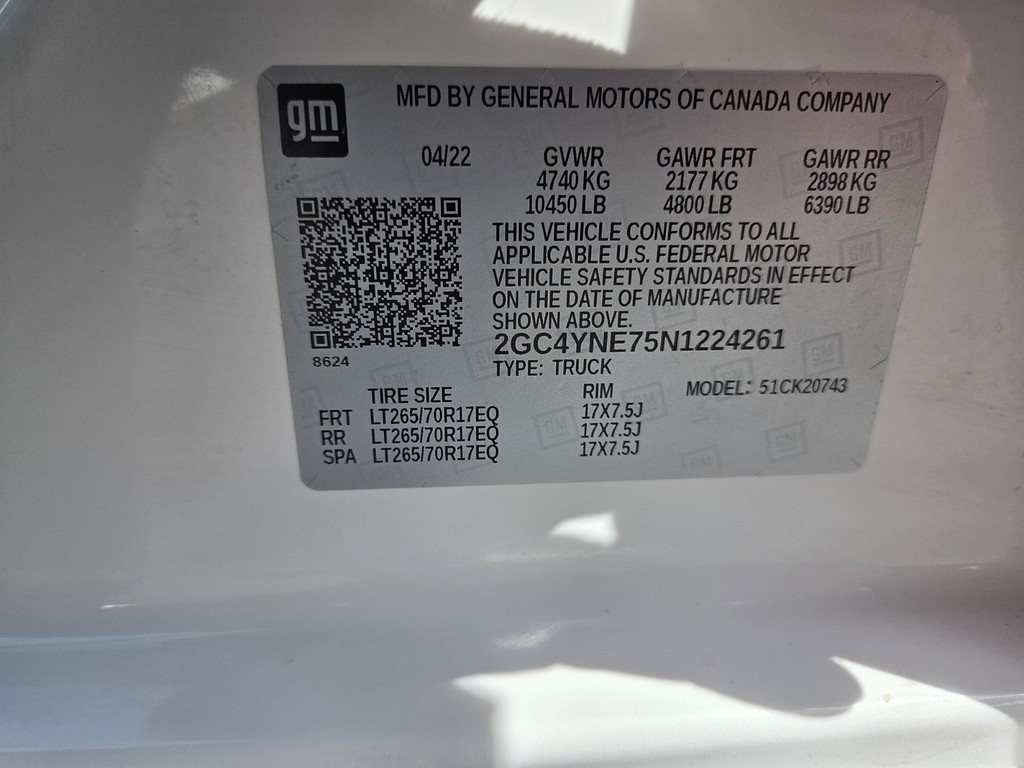 gm
MFD BY GENERAL MOTORS OF CANADA COMPANY
04/22 GVWR GAWR FRT GAWR RR
4740 KG 2177 KG 2898 KG
10450 LB 4800 LB 6390 LB
THIS VEHICLE CONFORMS TO ALL
APPLICABLE U.S. FEDERAL MOTOR
VEHICLE SAFETY STANDARDS IN EFFECT
ON THE DATE OF MANUFACTURE
SHOWN ABOVE.
2GC4YNE75N1224261
8624
TYPE: TRUCK
TIRE SIZE RIM MODEL: 51CK20743
FRT LT265/70R17EQ 17X7.5J
RR LT265/70R17EQ 17X7.5J
SPA LT265/70R17EQ 17X7.5J